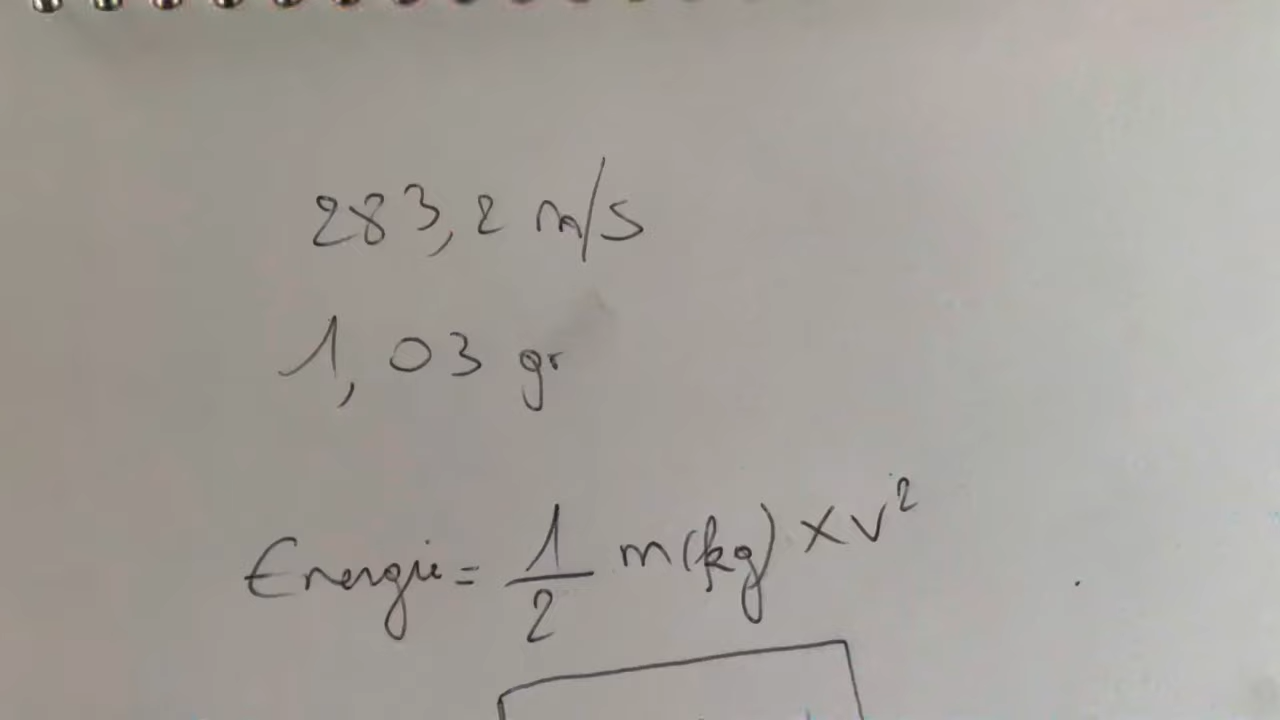 283,2 m/s
1,03 gr
Energie = 1/2 m(kg) x v²